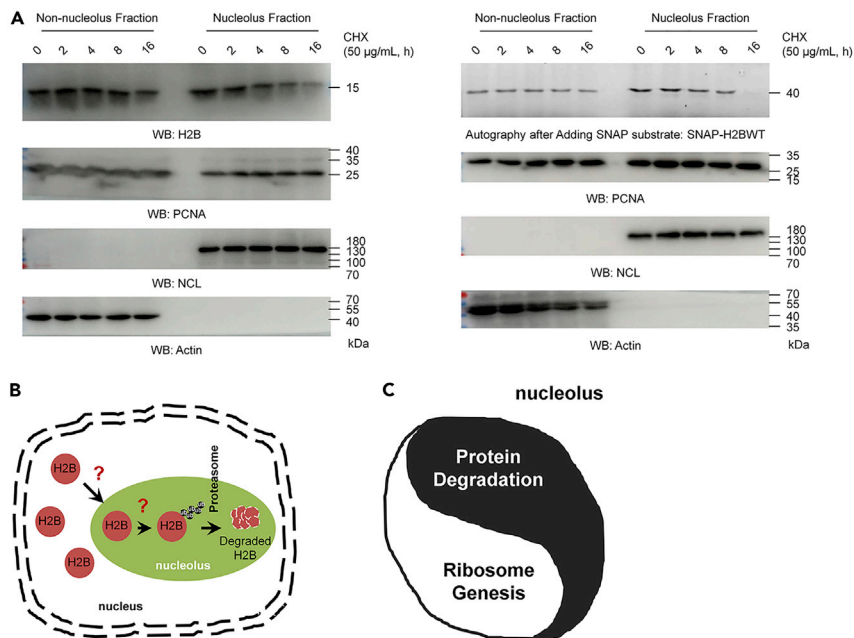 A
Non-nucleolus Fraction Nucleolus Fraction
0 2 4 8 16 0 2 4 8 16 CHX
(50 µg/mL, h)
15
WB: H2B
40
35
25
WB: PCNA
180
130
100
70
WB: NCL
70
55
40
WB: Actin kDa
Non-nucleolus Fraction Nucleolus Fraction
0 2 4 8 16 0 2 4 8 16 CHX
(50 µg/mL, h)
40
Autography after Adding SNAP substrate: SNAP-H2BWT
35
25
15
WB: PCNA
180
130
100
70
WB: NCL
70
55
40
35
WB: Actin kDa
B
H2B
?
H2B
H2B
H2B
?
H2B
Proteasome
Degraded
H2B
nucleolus
nucleus
C
nucleolus
Protein
Degradation
Ribosome
Genesis